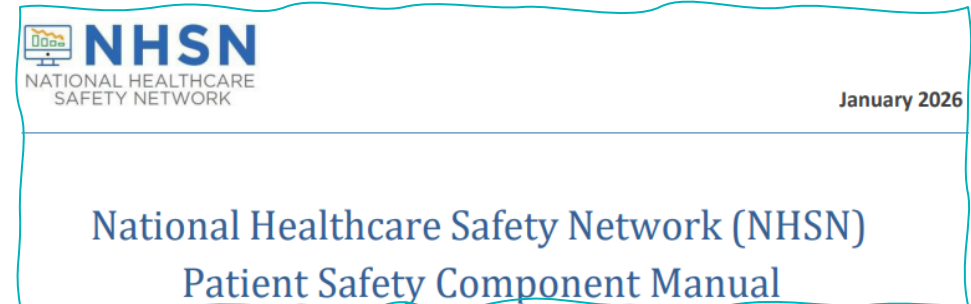 NHSN
NATIONAL HEALTHCARE
SAFETY NETWORK
January 2026
National Healthcare Safety Network (NHSN)
Patient Safety Component Manual